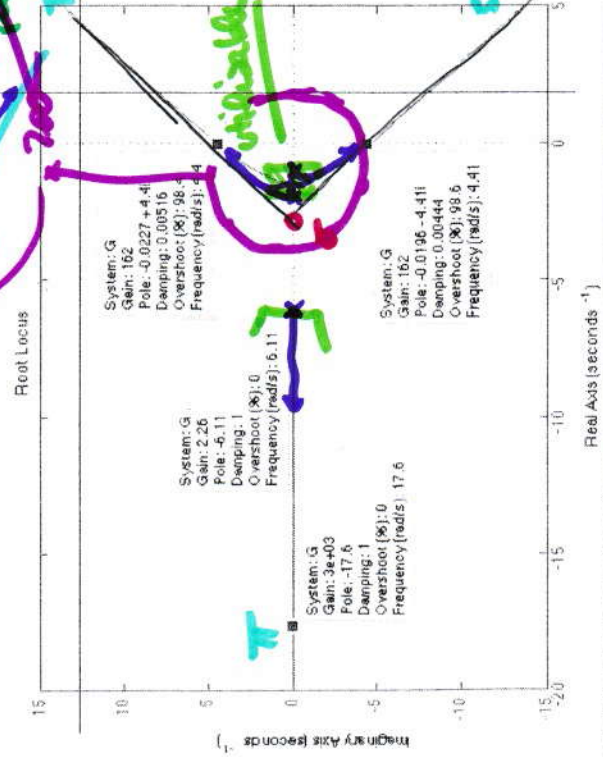 Root Locus
200
utilisable
System: G
Gain: 162
Pole: -0.0227 + 4.4i
Damping: 0.00516
Overshoot (%): 98.4
Frequency (rad/s): 4.4
System: G
Gain: 2.26
Pole: -6.11
Damping: 1
Overshoot (%): 0
Frequency (rad/s): 6.11
System: G
Gain: 3e+03
Pole: -17.6
Damping: 1
Overshoot (%): 0
Frequency (rad/s): 17.6
System: G
Gain: 162
Pole: -0.0196 - 4.41i
Damping: 0.00444
Overshoot (%): 98.6
Frequency (rad/s): 4.41
15
10
5
0
-5
-10
-15
Imaginary Axis (seconds⁻¹)
-20
-15
-10
-5
0
5
Real Axis (seconds⁻¹)